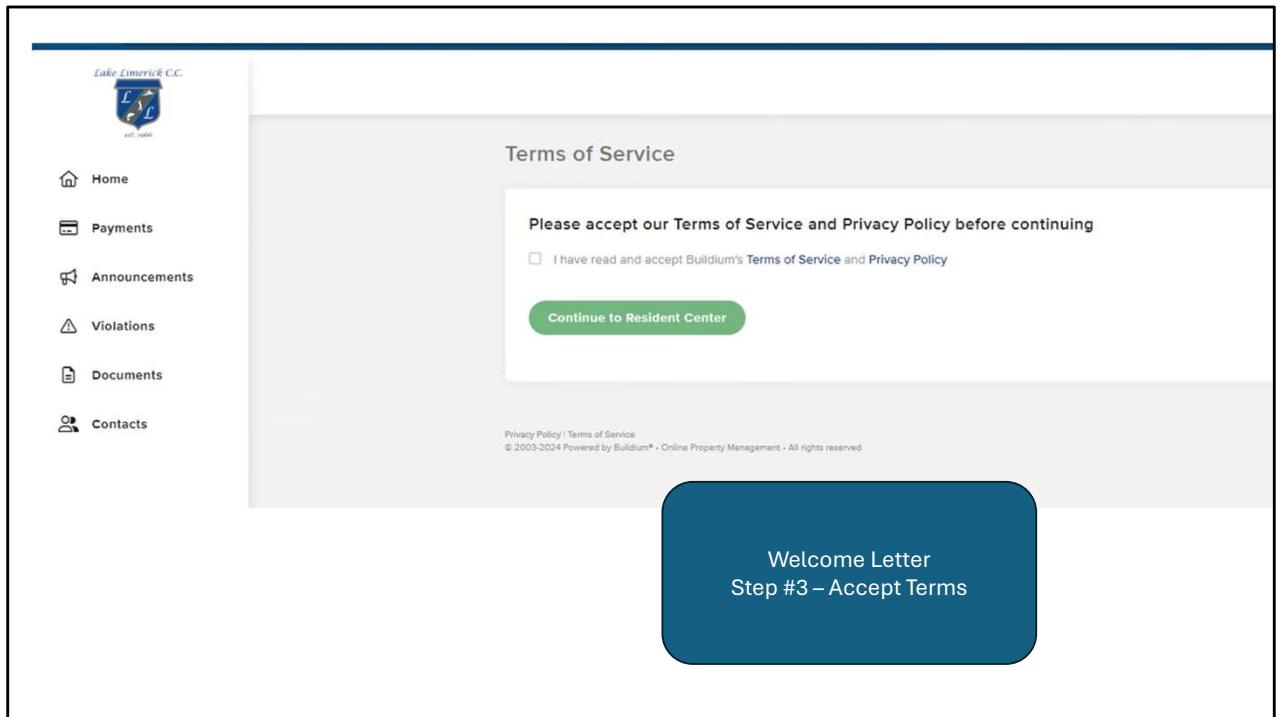 Lake Limerick C.C.
L L
est. 1966
Home
Payments
Announcements
Violations
Documents
Contacts
Terms of Service
Please accept our Terms of Service and Privacy Policy before continuing
I have read and accept Buildium's Terms of Service and Privacy Policy
Continue to Resident Center
Privacy Policy | Terms of Service
© 2003-2024 Powered by Buildium® - Online Property Management - All rights reserved
Welcome Letter
Step #3 – Accept Terms